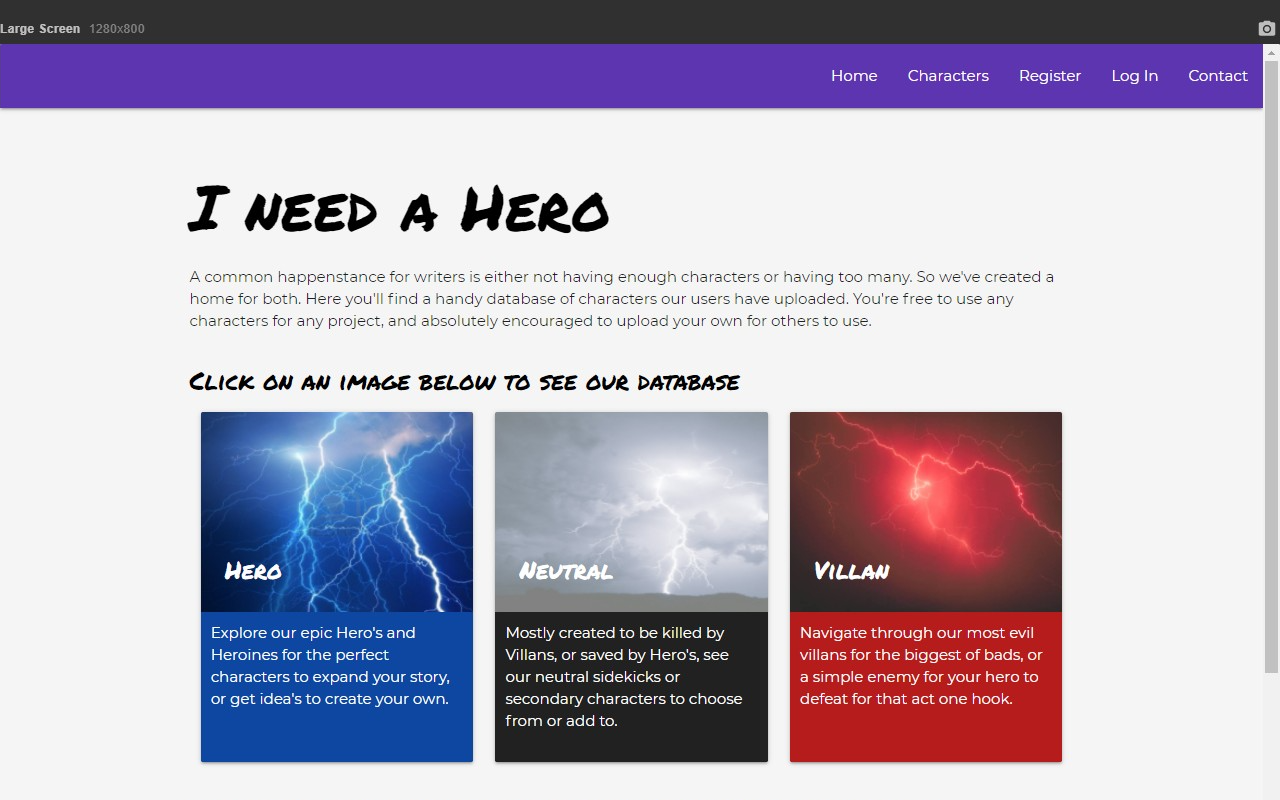 Large Screen 1280x800
Home Characters Register Log In Contact
I need a Hero
A common happenstance for writers is either not having enough characters or having too many. So we've created a
home for both. Here you'll find a handy database of characters our users have uploaded. You're free to use any
characters for any project, and absolutely encouraged to upload your own for others to use.
Click on an image below to see our database
Hero
Explore our epic Hero's and
Heroines for the perfect
characters to expand your story,
or get idea's to create your own.
Neutral
Mostly created to be killed by
Villans, or saved by Hero's, see
our neutral sidekicks or
secondary characters to choose
from or add to.
Villan
Navigate through our most evil
villans for the biggest of bads, or
a simple enemy for your hero to
defeat for that act one hook.